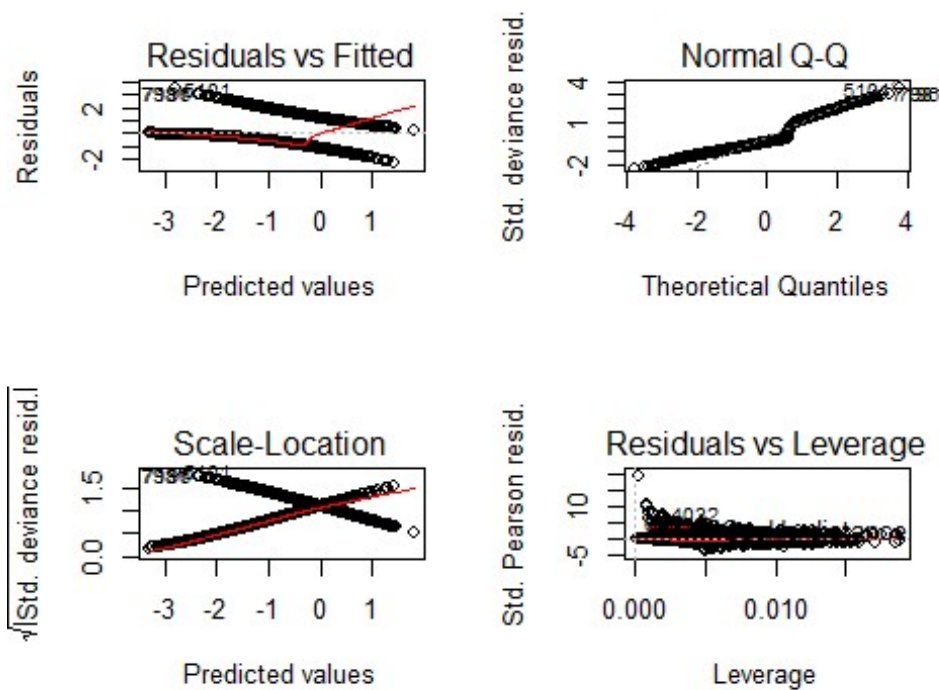 Residuals vs Fitted
Residuals
5101
2
-2
-3 -2 -1 0 1
Predicted values
Normal Q-Q
Std. deviance resid.
4
1
-2
-4 -2 0 2 4
Theoretical Quantiles
Scale-Location
√|Std. deviance resid.|
1.5
0.0
-3 -2 -1 0 1
Predicted values
Residuals vs Leverage
Std. Pearson resid.
4022
10
-5
0.000 0.010
Leverage